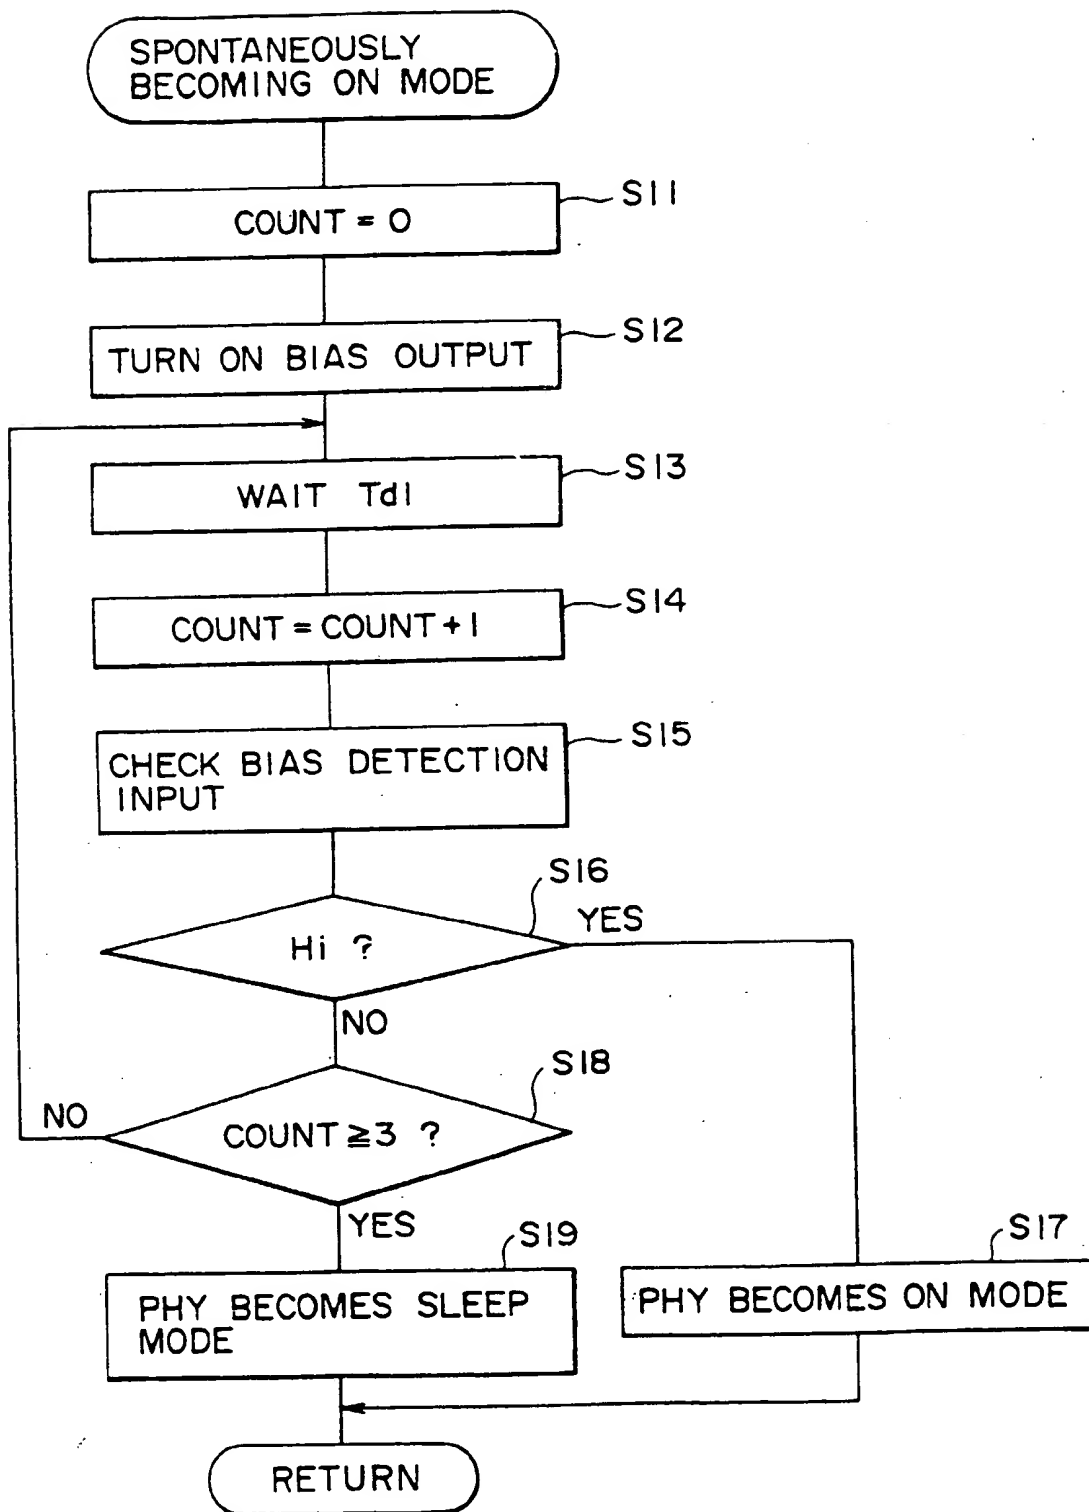 SPONTANEOUSLY
BECOMING ON MODE
S11
COUNT = 0
S12
TURN ON BIAS OUTPUT
S13
WAIT Td1
S14
COUNT = COUNT + 1
S15
CHECK BIAS DETECTION
INPUT
S16
Hi ?
YES
NO
S18
COUNT ≧ 3 ?
NO
YES
S19
PHY BECOMES SLEEP
MODE
S17
PHY BECOMES ON MODE
RETURN